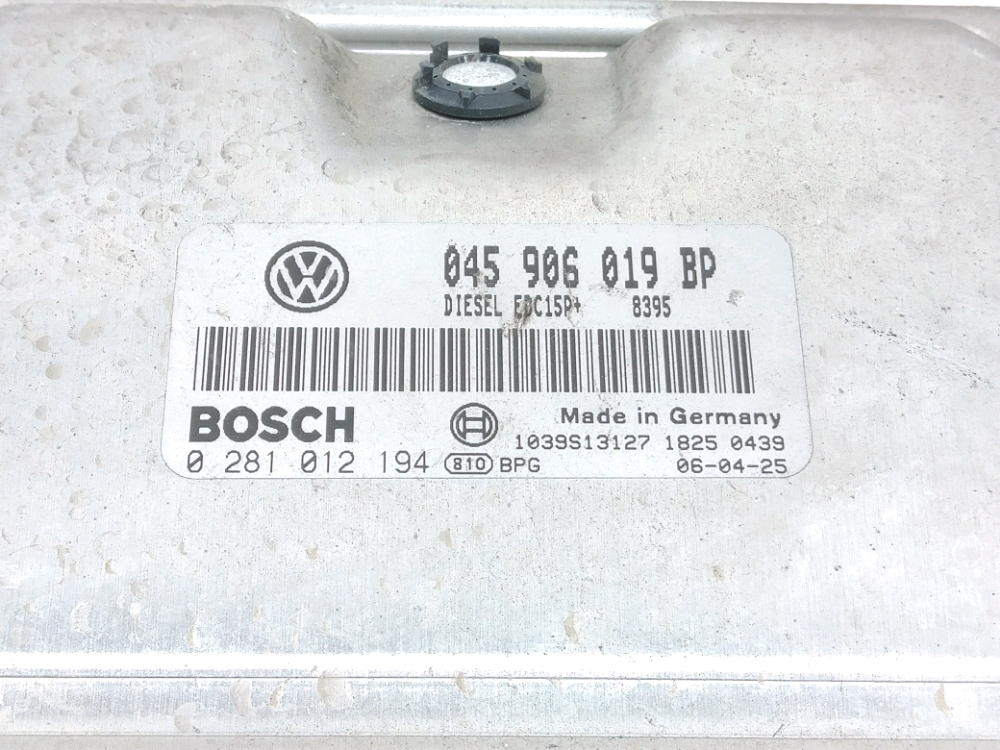 045 906 019 BP
DIESEL EDC15P+ 8395
BOSCH
Made in Germany
1039S13127 1825 0439
0 281 012 194 810 BPG 06-04-25